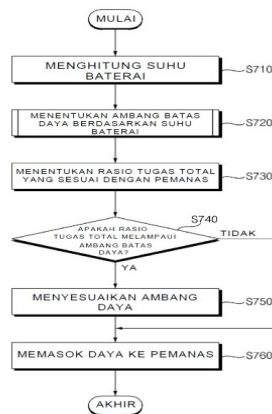 MULAI
MENGHITUNG SUHU
BATERAI
S710
MENENTUKAN AMBANG BATAS
DAYA BERDASARKAN SUHU
BATERAI
S720
MENENTUKAN RASIO TUGAS TOTAL
YANG SESUAI DENGAN PEMANAS
S730
S740
APAKAH RASIO
TUGAS TOTAL MELAMPAUI
AMBANG BATAS
DAYA?
TIDAK
YA
MENYESUAIKAN AMBANG
DAYA
S750
MEMASOK DAYA KE PEMANAS
S760
AKHIR